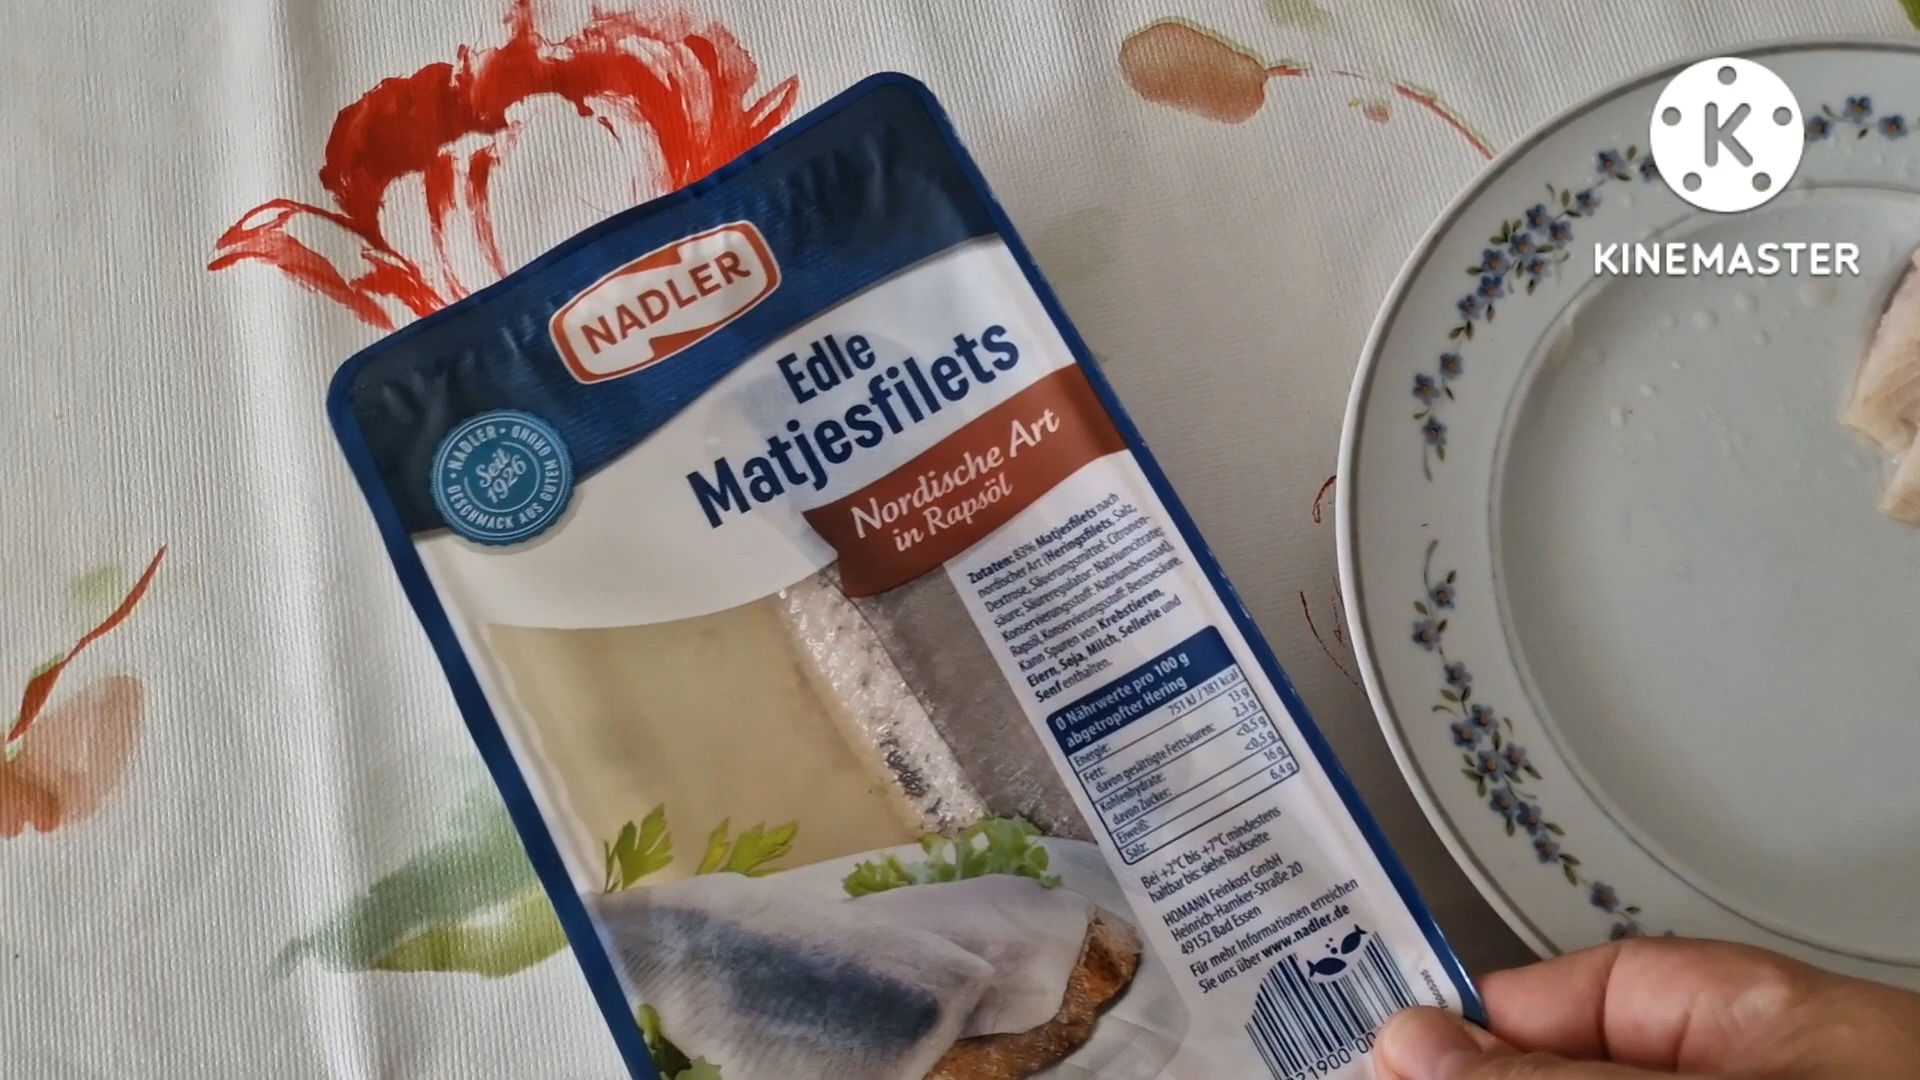 KINEMASTER
NADLER
Edle
Matjesfilets
Nordische Art
in Rapsöl
NADLER • GESCHMACK AUS GUTEM GRUND •
Seit
1926
Zutaten: 83% Matjesfilets nach
nordischer Art (Heringsfilets, Salz,
Dextrose, Säuerungsmittel: Citronen-
säure; Säureregulator: Natriumcitrate;
Konservierungsstoff: Natriumbenzoat),
Rapsöl, Konservierungsstoff: Benzoesäure.
Kann Spuren von Krebstieren,
Eiern, Soja, Milch, Sellerie und
Senf enthalten.
Ø Nährwerte pro 100 g
abgetropfter Hering
Energie: 751 kJ / 181 kcal
Fett: 13 g
davon gesättigte Fettsäuren: 2,3 g
Kohlenhydrate: <0,5 g
davon Zucker: <0,5 g
Eiweiß: 16 g
Salz: 6,4 g
Bei +2°C bis +7°C mindestens
haltbar bis: siehe Rückseite
HOMANN Feinkost GmbH
Heinrich-Hamker-Straße 20
49152 Bad Essen
Für mehr Informationen erreichen
Sie uns über www.nadler.de